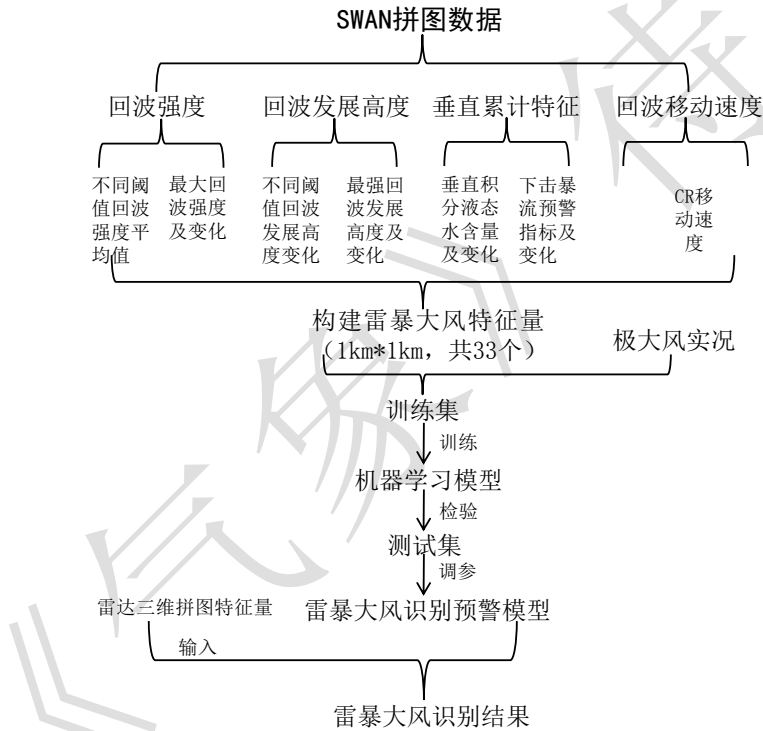 SWAN拼图数据
回波强度
回波发展高度
垂直累计特征
回波移动速度
不同阈
值回波
强度平
均值
最大回
波强度
及变化
不同阈
值回波
发展高
度变化
最强回
波发展
高度及
变化
垂直积
分液态
水含量
及变化
下击暴
流预警
指标及
变化
CR移
动速
度
构建雷暴大风特征量
（1km*1km，共33个）
极大风实况
训练集
训练
机器学习模型
检验
测试集
调参
雷达三维拼图特征量
雷暴大风识别预警模型
输入
雷暴大风识别结果
《气象》待